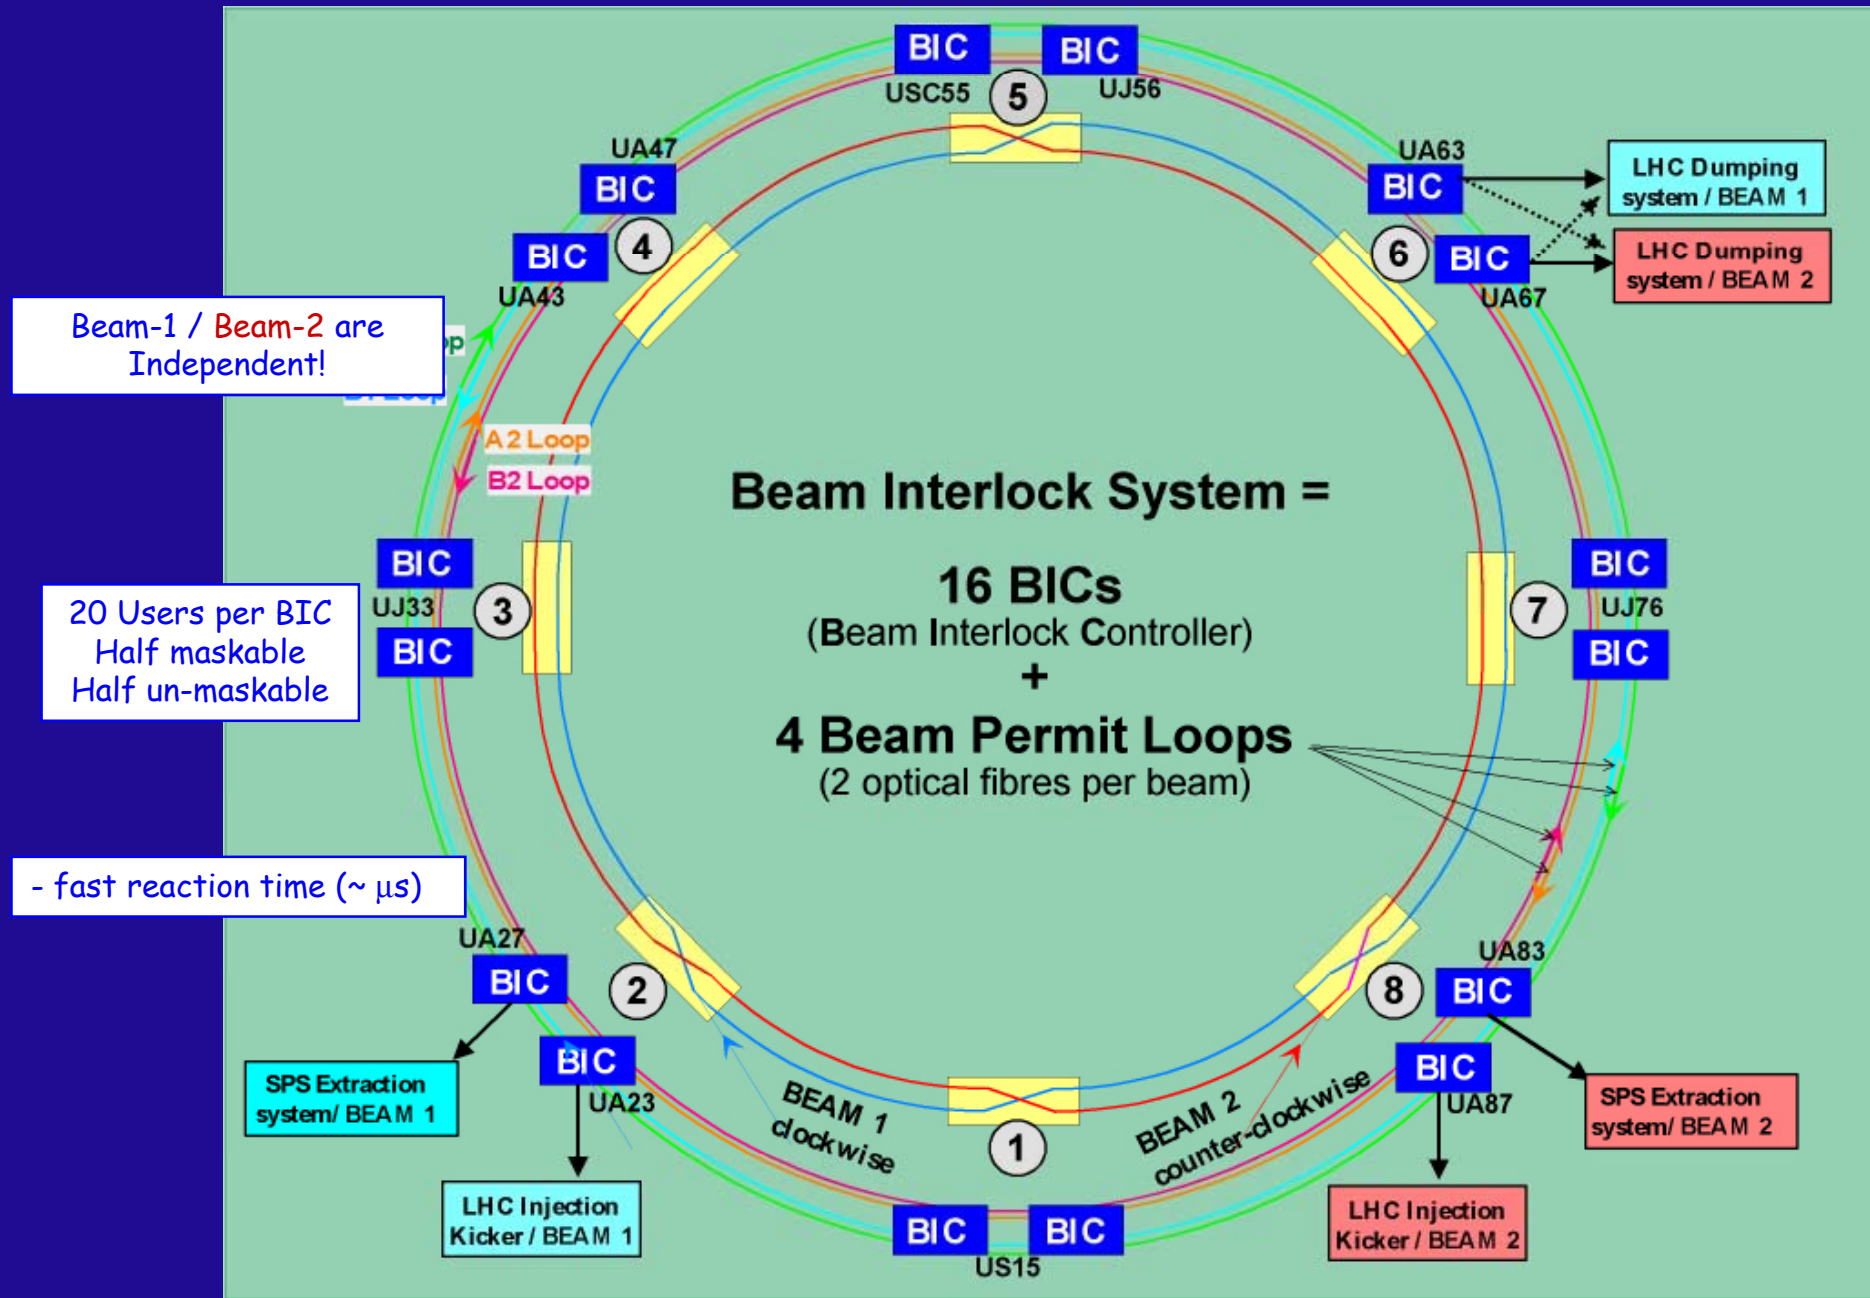 BIC
BIC
USC55
5
UJ56
UA47
BIC
4
BIC
UA43
UA63
BIC
6
BIC
UA67
LHC Dumping
system / BEAM 1
LHC Dumping
system / BEAM 2
Beam-1 / Beam-2 are
Independent!
A2 Loop
B2 Loop
Beam Interlock System =
16 BICs
(Beam Interlock Controller)
+
4 Beam Permit Loops
(2 optical fibres per beam)
BIC
UJ33
BIC
3
7
BIC
UJ76
BIC
20 Users per BIC
Half maskable
Half un-maskable
- fast reaction time (~ μs)
UA27
BIC
2
BIC
UA23
SPS Extraction
system/ BEAM 1
LHC Injection
Kicker / BEAM 1
BEAM 1
clockwise
1
BEAM 2
counter-clockwise
BIC
BIC
US15
8
UA83
BIC
BIC
UA87
SPS Extraction
system/ BEAM 2
LHC Injection
Kicker / BEAM 2